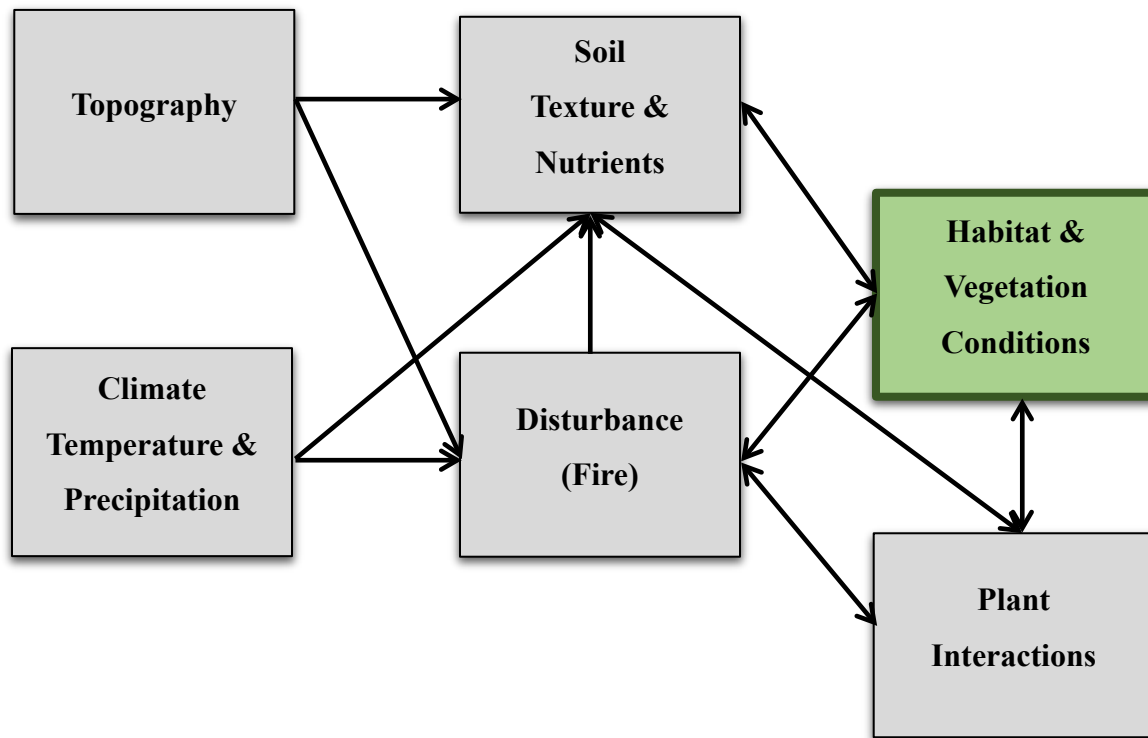 Topography
Soil
Texture &
Nutrients
Habitat &
Vegetation
Conditions
Climate
Temperature &
Precipitation
Disturbance
(Fire)
Plant
Interactions